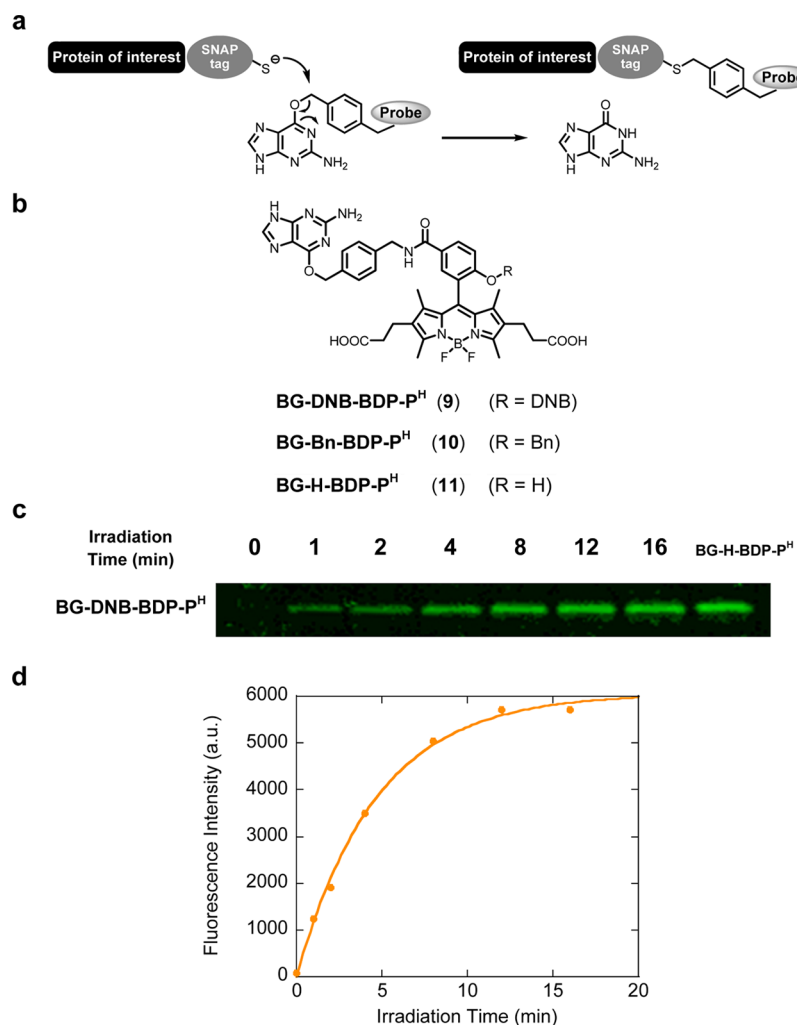 a
Protein of interest SNAP tag S⊖
Protein of interest SNAP tag S
Probe
O Probe
O
N N
N NH
N H N NH₂
N H N NH₂
b
H N N NH₂
N N
O
O
N H
O R
HOOC N N COOH
B
F F
BG-DNB-BDP-Pᴴ (9) (R = DNB)
BG-Bn-BDP-Pᴴ (10) (R = Bn)
BG-H-BDP-Pᴴ (11) (R = H)
c
Irradiation Time (min) 0 1 2 4 8 12 16 BG-H-BDP-Pᴴ
BG-DNB-BDP-Pᴴ
d
6000
5000
4000
3000
2000
1000
0
Fluorescence Intensity (a.u.)
0 5 10 15 20
Irradiation Time (min)